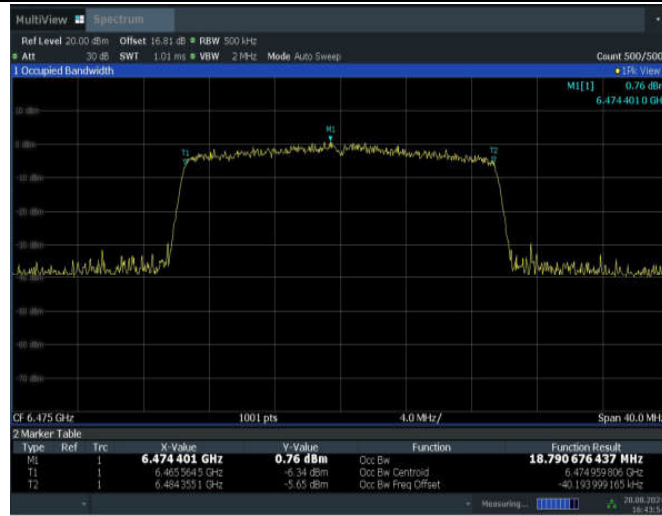 MultiView Spectrum
Ref Level 20.00 dBm Offset 16.81 dB RBW 500 kHz
Att 30 dB SWT 1.01 ms VBW 2 MHz Mode Auto Sweep Count 500/500
1 Occupied Bandwidth 1Pk View
M1[1] 0.76 dBm
6.474 401 0 GH
10 dBm
M1
0 dBm
T1 T2
-10 dBm
-20 dBm
-30 dBm
-40 dBm
-50 dBm
-60 dBm
-70 dBm
CF 6.475 GHz 1001 pts 4.0 MHz/ Span 40.0 MHz
2 Marker Table
Type Ref Trc X-Value Y-Value Function Function Result
M1 1 6.474 401 GHz 0.76 dBm Occ Bw 18.790 676 437 MHz
T1 1 6.465 564 5 GHz -6.34 dBm Occ Bw Centroid 6.474 959 806 GHz
T2 1 6.484 355 1 GHz -5.65 dBm Occ Bw Freq Offset -40.193 999 165 kHz
Measuring... 20.08.202
16:43:5